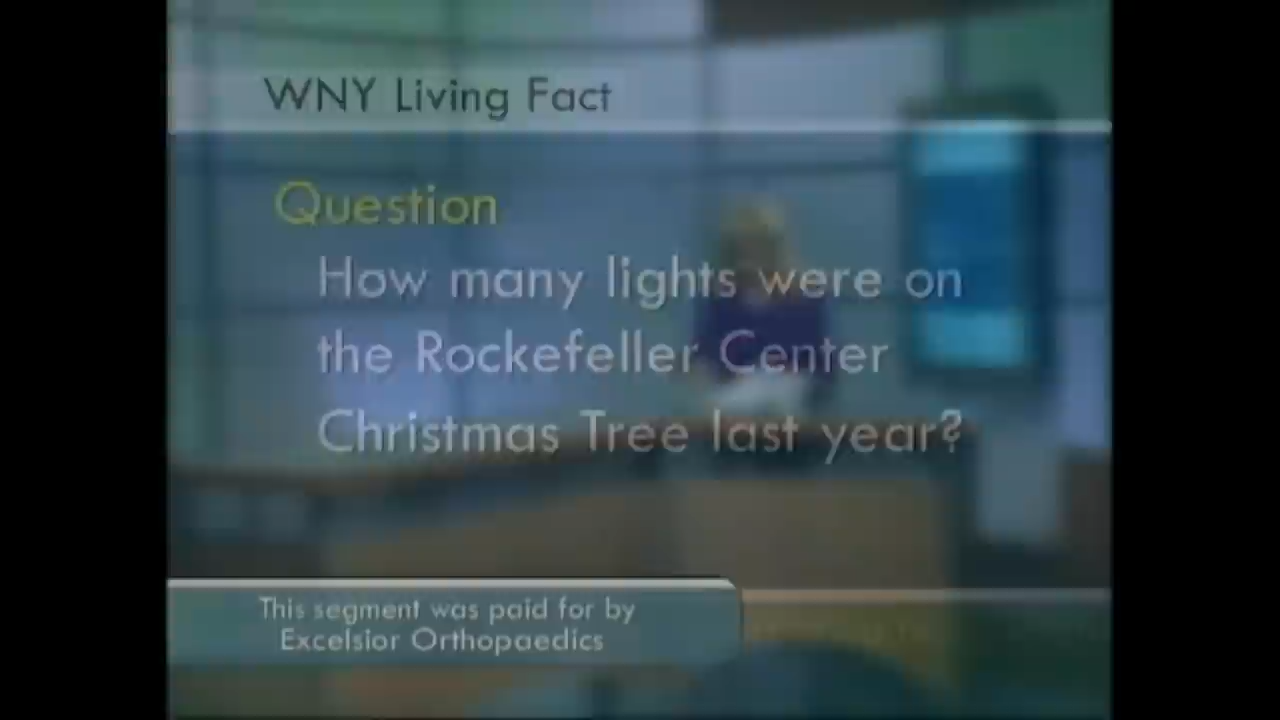 WNY Living Fact
Question
How many lights were on
the Rockefeller Center
Christmas Tree last year?
This segment was paid for by
Excelsior Orthopaedics